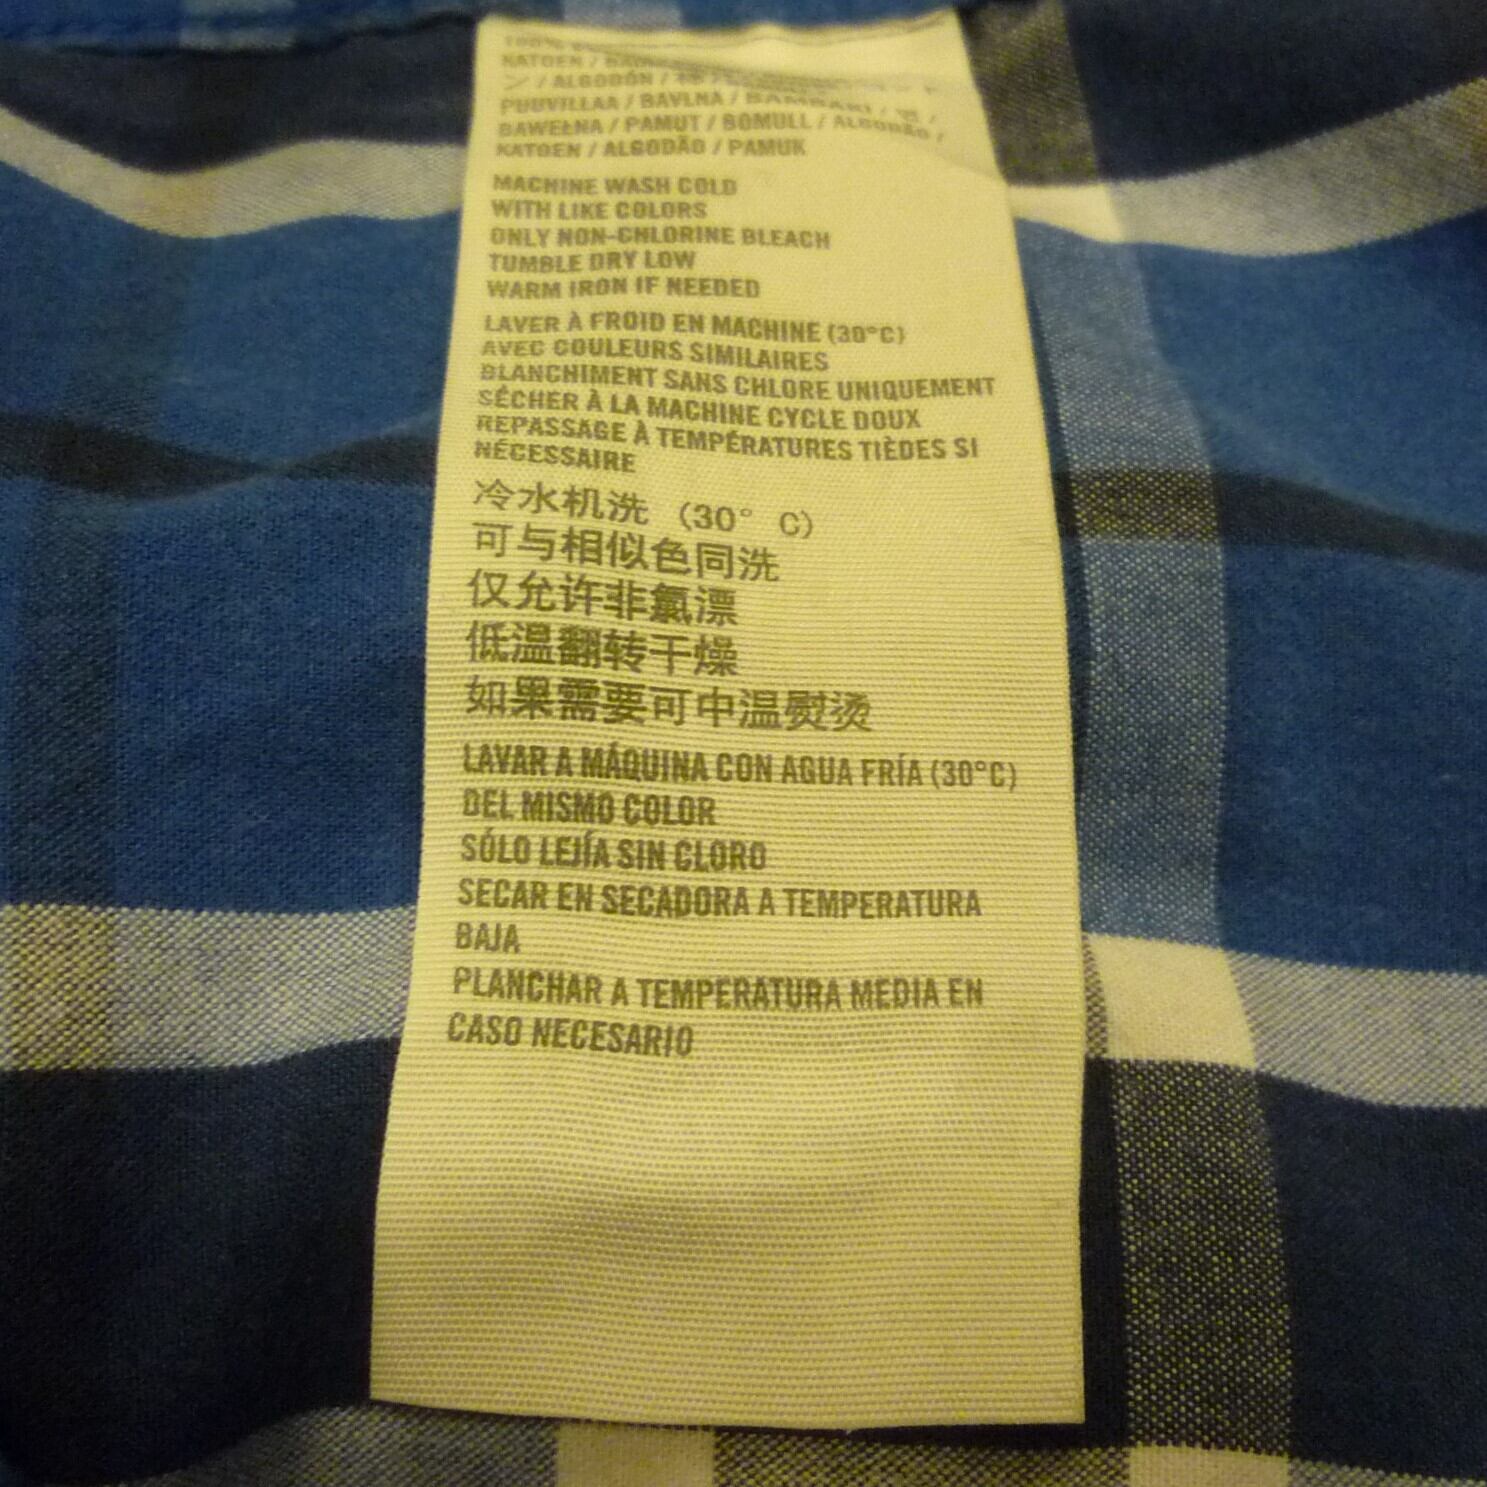 100%
KATOEN /
/ ALGODÓN /
PUUVILLAA / BAVLNA / BAMBAKI /
BAWEŁNA / PAMUT / BOMULL / ALGODÃO /
KATOEN / ALGODÃO / PAMUK
MACHINE WASH COLD
WITH LIKE COLORS
ONLY NON-CHLORINE BLEACH
TUMBLE DRY LOW
WARM IRON IF NEEDED
LAVER À FROID EN MACHINE (30°C)
AVEC COULEURS SIMILAIRES
BLANCHIMENT SANS CHLORE UNIQUEMENT
SÉCHER À LA MACHINE CYCLE DOUX
REPASSAGE À TEMPÉRATURES TIÈDES SI
NÉCESSAIRE
冷水机洗 (30° C)
可与相似色同洗
仅允许非氯漂
低温翻转干燥
如果需要可中温熨烫
LAVAR A MÁQUINA CON AGUA FRÍA (30°C)
DEL MISMO COLOR
SÓLO LEJÍA SIN CLORO
SECAR EN SECADORA A TEMPERATURA
BAJA
PLANCHAR A TEMPERATURA MEDIA EN
CASO NECESARIO